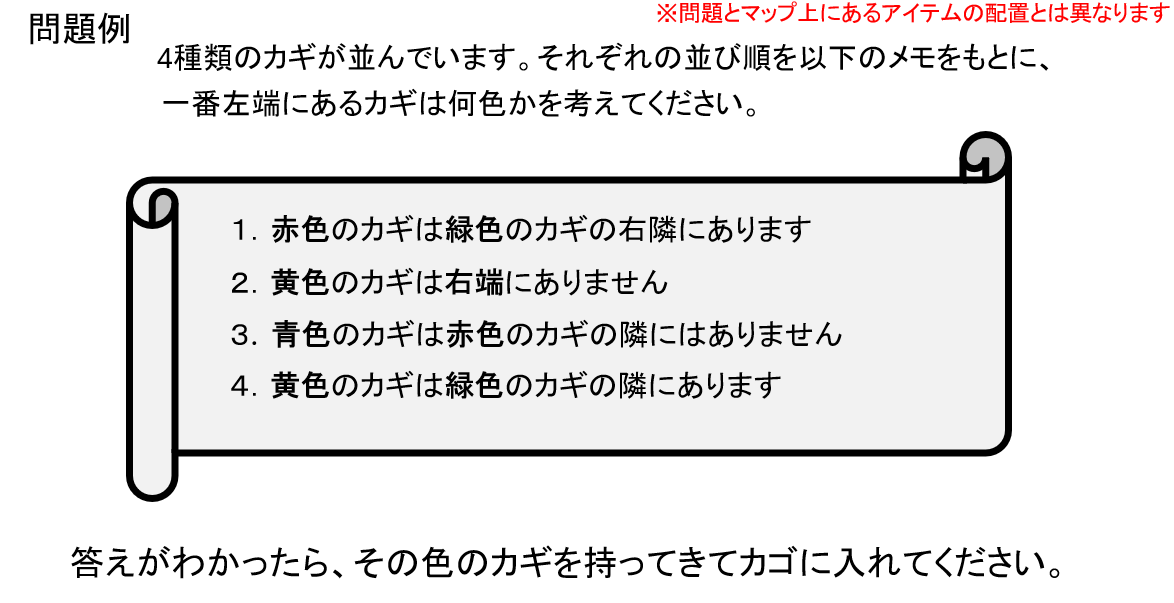 ※問題とマップ上にあるアイテムの配置とは異なります
問題例
4種類のカギが並んでいます。それぞれの並び順を以下のメモをもとに、
一番左端にあるカギは何色かを考えてください。
１．赤色のカギは緑色のカギの右隣にあります
２．黄色のカギは右端にありません
３．青色のカギは赤色のカギの隣にはありません
４．黄色のカギは緑色のカギの隣にあります
答えがわかったら、その色のカギを持ってきてカゴに入れてください。